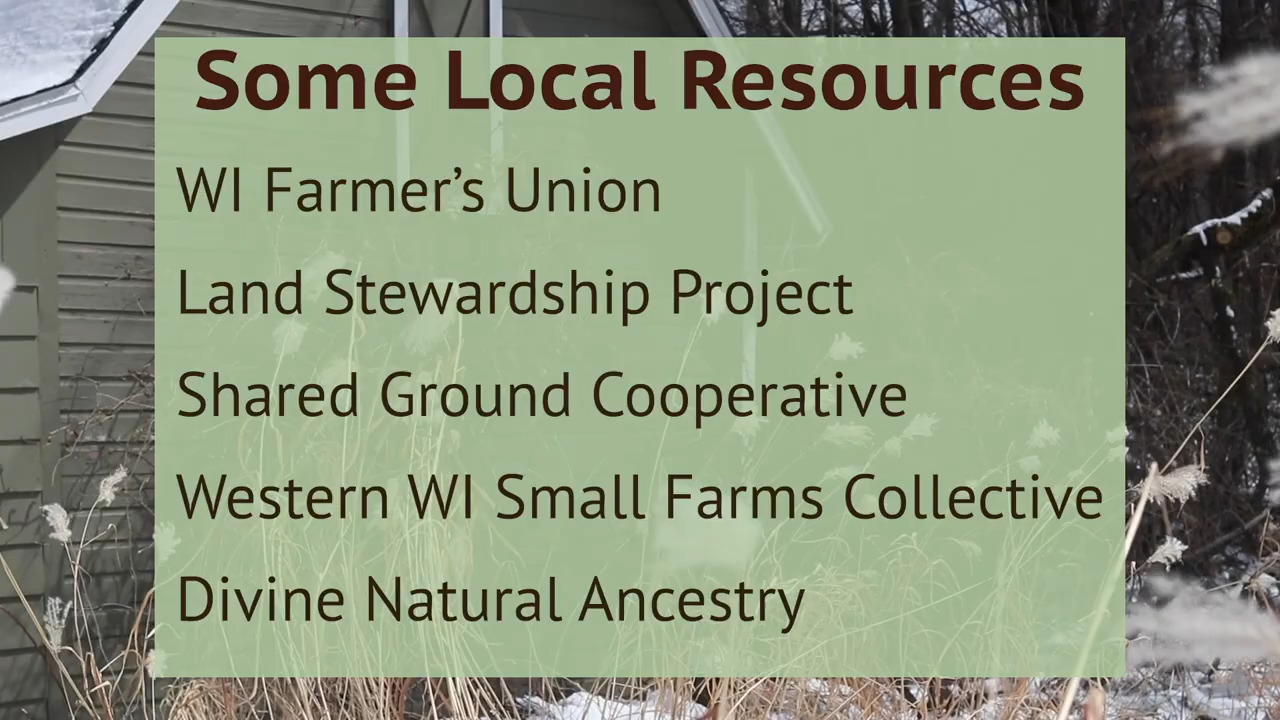 Some Local Resources
WI Farmer’s Union
Land Stewardship Project
Shared Ground Cooperative
Western WI Small Farms Collective
Divine Natural Ancestry